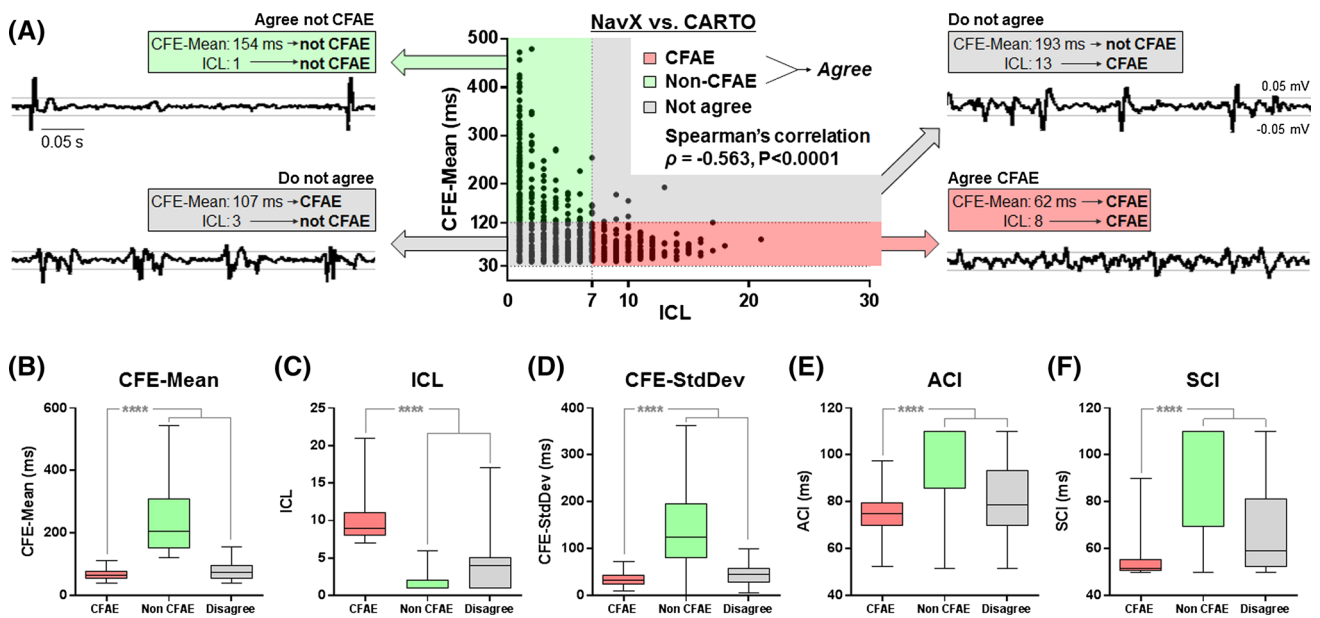 (A)
Agree not CFAE
CFE-Mean: 154 ms → not CFAE
ICL: 1 → not CFAE
0.05 s
Do not agree
CFE-Mean: 107 ms → CFAE
ICL: 3 → not CFAE
NavX vs. CARTO
CFE-Mean (ms)
500
400
300
200
120
30
0
7
10
20
30
ICL
CFAE
Non-CFAE
Agree
Not agree
Spearman's correlation
ρ = -0.563, P<0.0001
Do not agree
CFE-Mean: 193 ms → not CFAE
ICL: 13 → CFAE
0.05 mV
-0.05 mV
Agree CFAE
CFE-Mean: 62 ms → CFAE
ICL: 8 → CFAE
(B)
CFE-Mean
CFE-Mean (ms)
600
400
200
0
****
CFAE Non CFAE Disagree
(C)
ICL
ICL
25
20
15
10
5
0
****
CFAE Non CFAE Disagree
(D)
CFE-StdDev
CFE-StdDev (ms)
400
300
200
100
0
****
CFAE Non CFAE Disagree
(E)
ACI
ACI (ms)
120
100
80
60
40
****
CFAE Non CFAE Disagree
(F)
SCI
SCI (ms)
120
100
80
60
40
****
CFAE Non CFAE Disagree